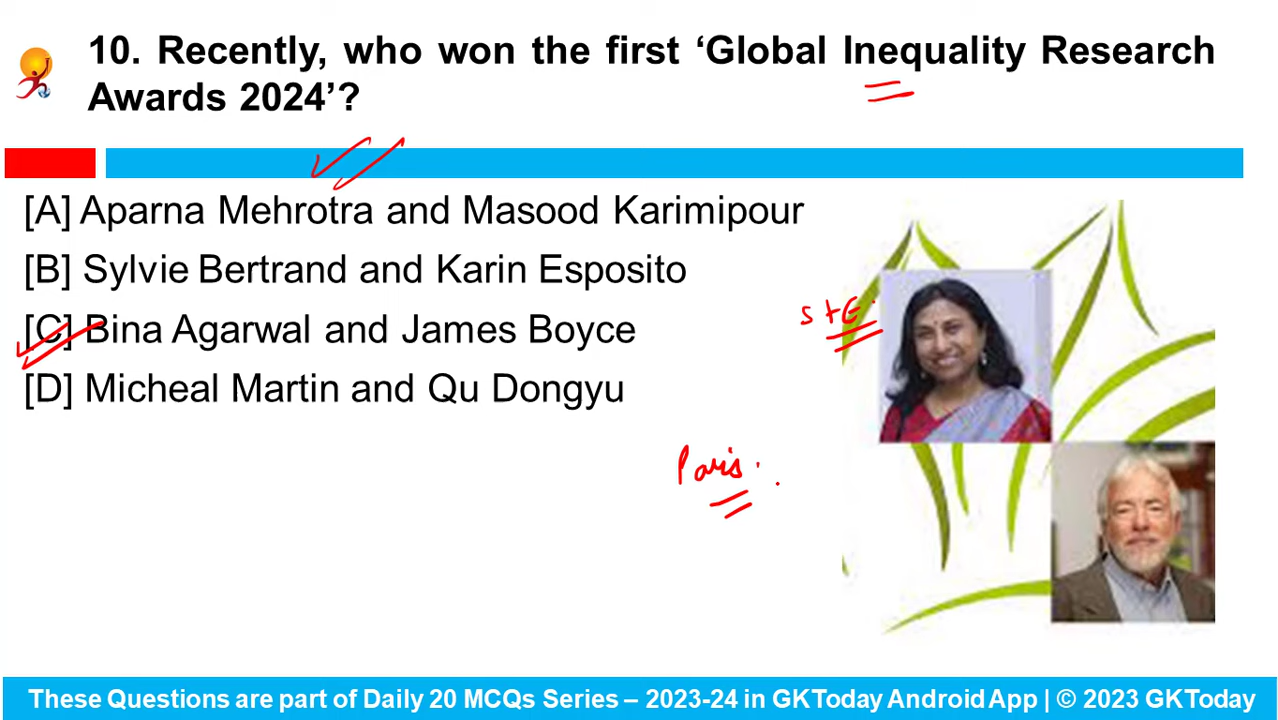 10. Recently, who won the first ‘Global Inequality Research
Awards 2024’?
[A] Aparna Mehrotra and Masood Karimipour
[B] Sylvie Bertrand and Karin Esposito
[C] Bina Agarwal and James Boyce
[D] Micheal Martin and Qu Dongyu
S+E.
Paris.
These Questions are part of Daily 20 MCQs Series – 2023-24 in GKToday Android App | © 2023 GKToday